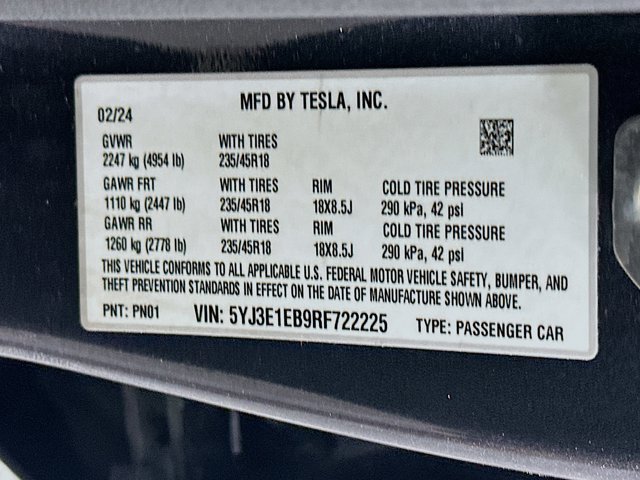 MFD BY TESLA, INC.
02/24
GVWR WITH TIRES
2247 kg (4954 lb) 235/45R18
GAWR FRT WITH TIRES RIM COLD TIRE PRESSURE
1110 kg (2447 lb) 235/45R18 18X8.5J 290 kPa, 42 psi
GAWR RR WITH TIRES RIM COLD TIRE PRESSURE
1260 kg (2778 lb) 235/45R18 18X8.5J 290 kPa, 42 psi
THIS VEHICLE CONFORMS TO ALL APPLICABLE U.S. FEDERAL MOTOR VEHICLE SAFETY, BUMPER, AND
THEFT PREVENTION STANDARDS IN EFFECT ON THE DATE OF MANUFACTURE SHOWN ABOVE.
PNT: PN01 VIN: 5YJ3E1EB9RF722225 TYPE: PASSENGER CAR